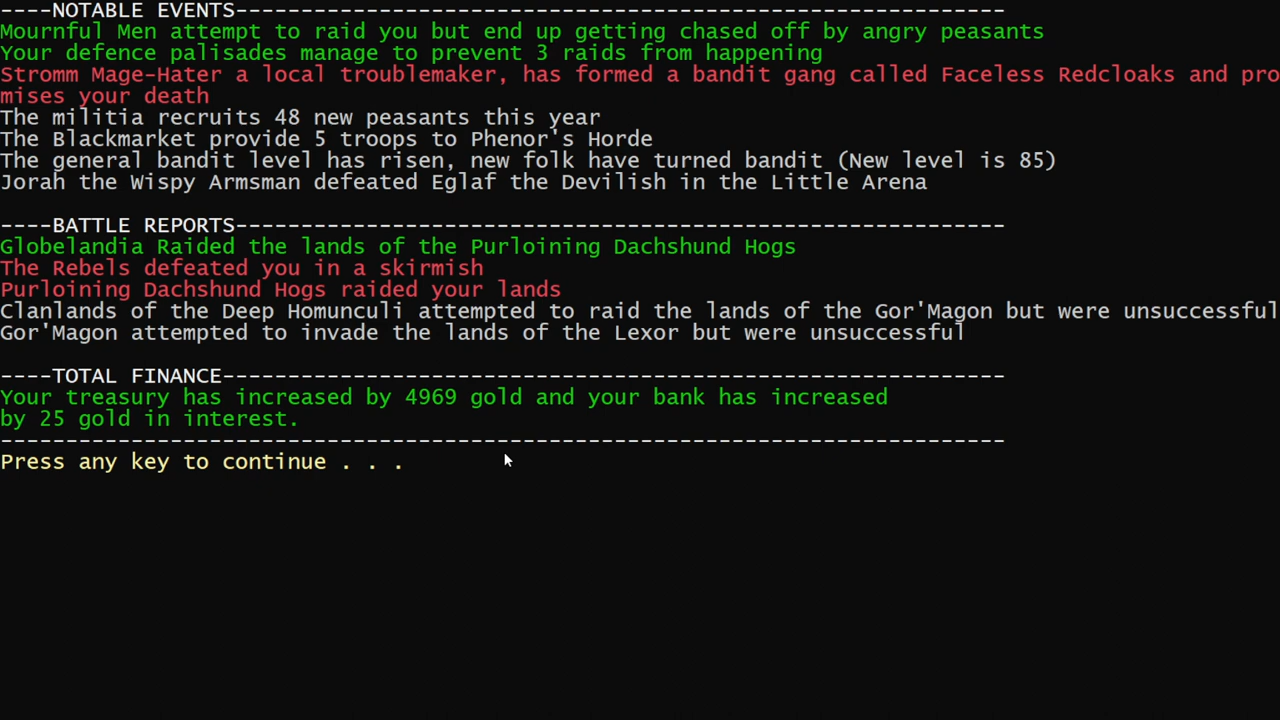 ----NOTABLE EVENTS-----------------------------------------------------------
Mournful Men attempt to raid you but end up getting chased off by angry peasants
Your defence palisades manage to prevent 3 raids from happening
Stromm Mage-Hater a local troublemaker, has formed a bandit gang called Faceless Redcloaks and pro
mises your death
The militia recruits 48 new peasants this year
The Blackmarket provide 5 troops to Phenor's Horde
The general bandit level has risen, new folk have turned bandit (New level is 85)
Jorah the Wispy Armsman defeated Eglaf the Devilish in the Little Arena
----BATTLE REPORTS-----------------------------------------------------------
Globelandia Raided the lands of the Purloining Dachshund Hogs
The Rebels defeated you in a skirmish
Purloining Dachshund Hogs raided your lands
Clanlands of the Deep Homunculi attempted to raid the lands of the Gor'Magon but were unsuccessful
Gor'Magon attempted to invade the lands of the Lexor but were unsuccessful
----TOTAL FINANCE------------------------------------------------------------
Your treasury has increased by 4969 gold and your bank has increased
by 25 gold in interest.
-----------------------------------------------------------------------------
Press any key to continue . . .